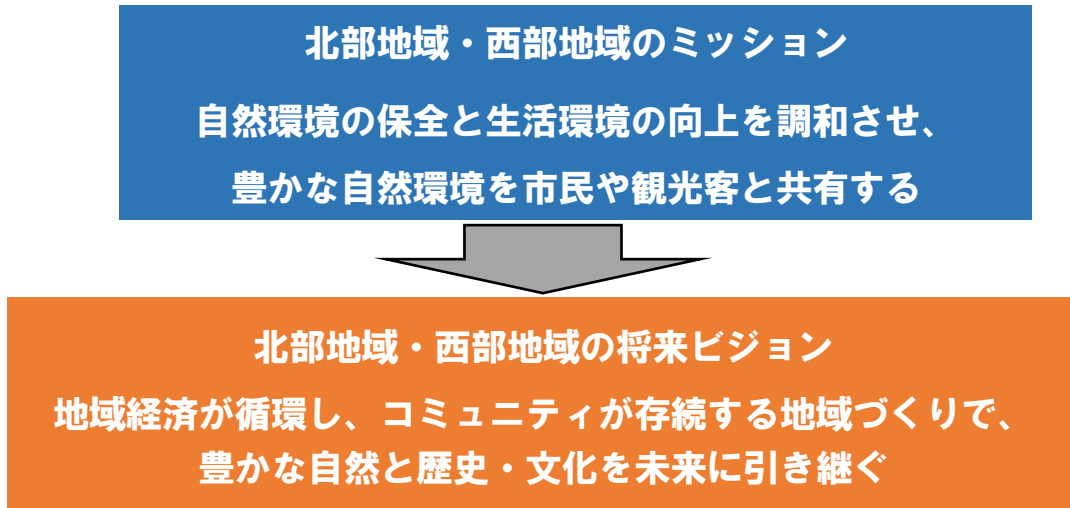 北部地域・西部地域のミッション
自然環境の保全と生活環境の向上を調和させ、
豊かな自然環境を市民や観光客と共有する
北部地域・西部地域の将来ビジョン
地域経済が循環し、コミュニティが存続する地域づくりで、
豊かな自然と歴史・文化を未来に引き継ぐ